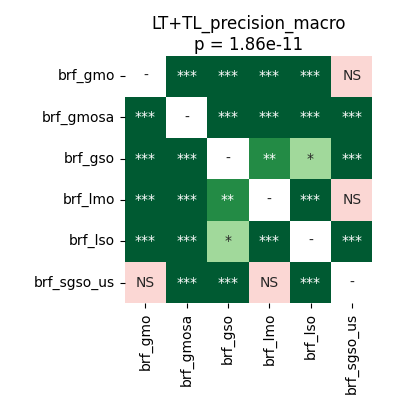 LT+TL_precision_macro
p = 1.86e-11
brf_gmo - *** *** *** *** NS
brf_gmosa *** - *** *** *** ***
brf_gso *** *** - ** * ***
brf_lmo *** *** ** - *** NS
brf_lso *** *** * *** - ***
brf_sgso_us NS *** *** NS *** -
brf_gmo brf_gmosa brf_gso brf_lmo brf_lso brf_sgso_us